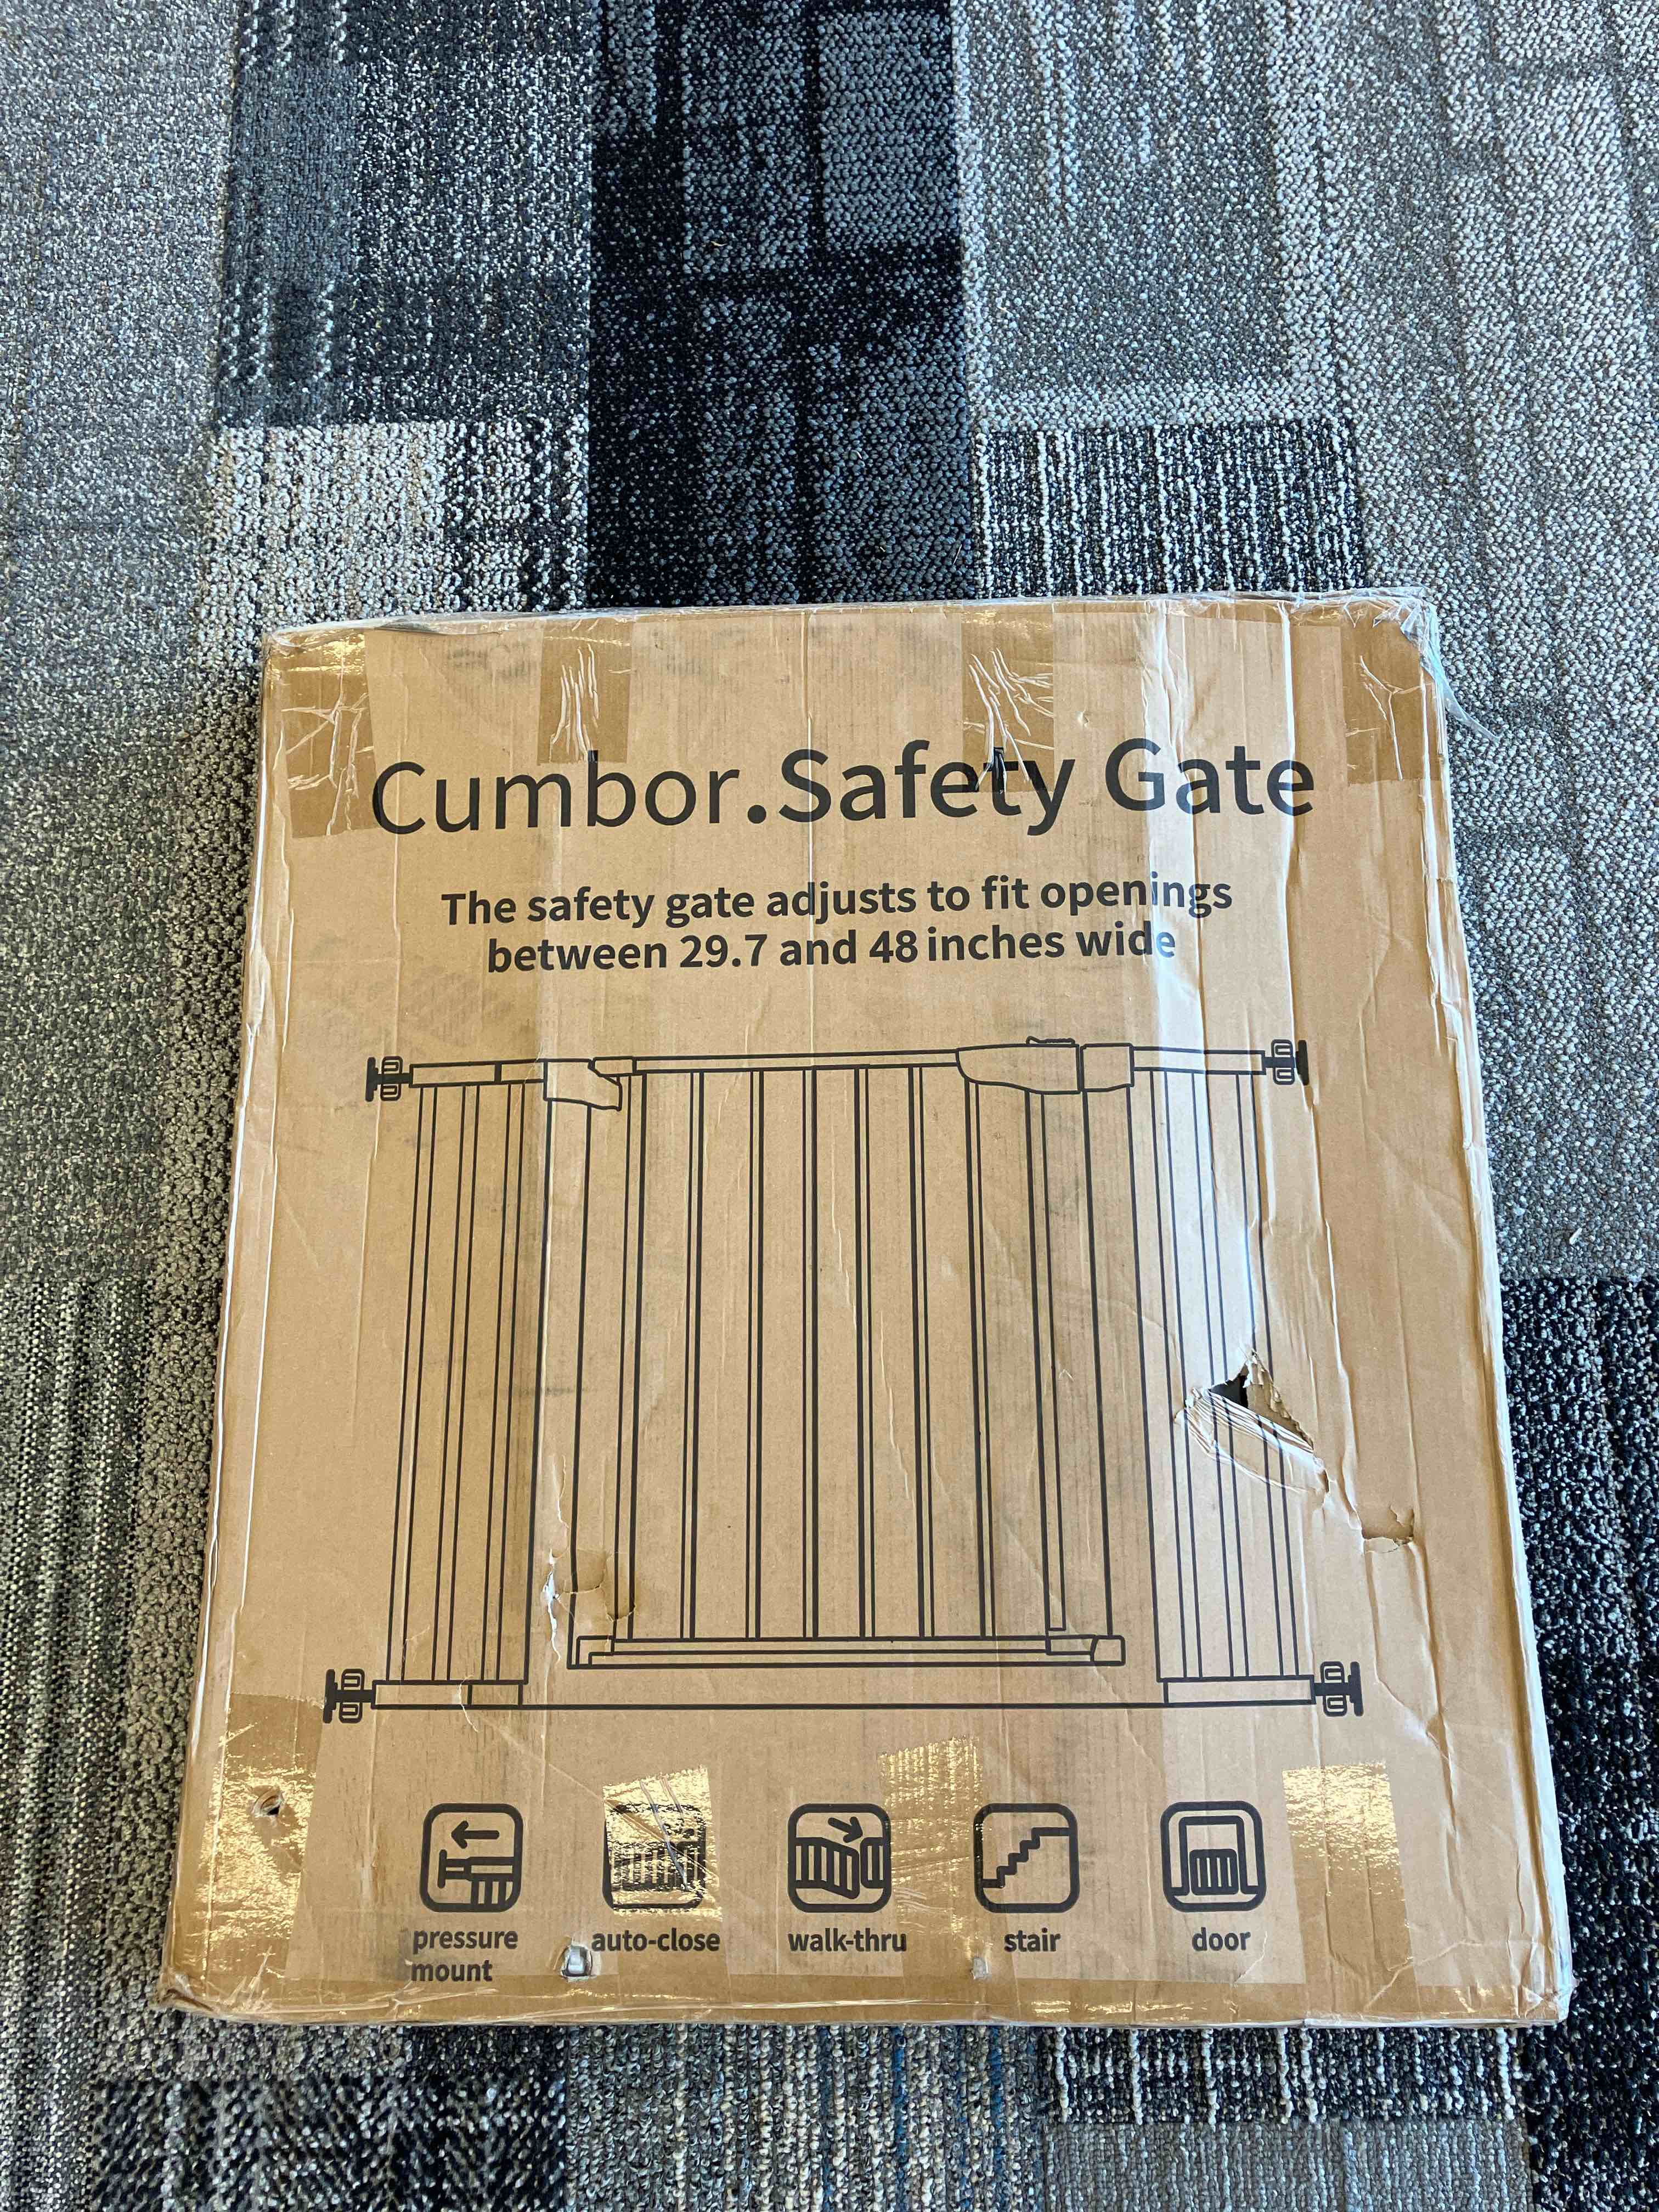 Cumbor.Safety Gate
The safety gate adjusts to fit openings
between 29.7 and 48 inches wide
pressure
mount
auto-close
walk-thru
stair
door